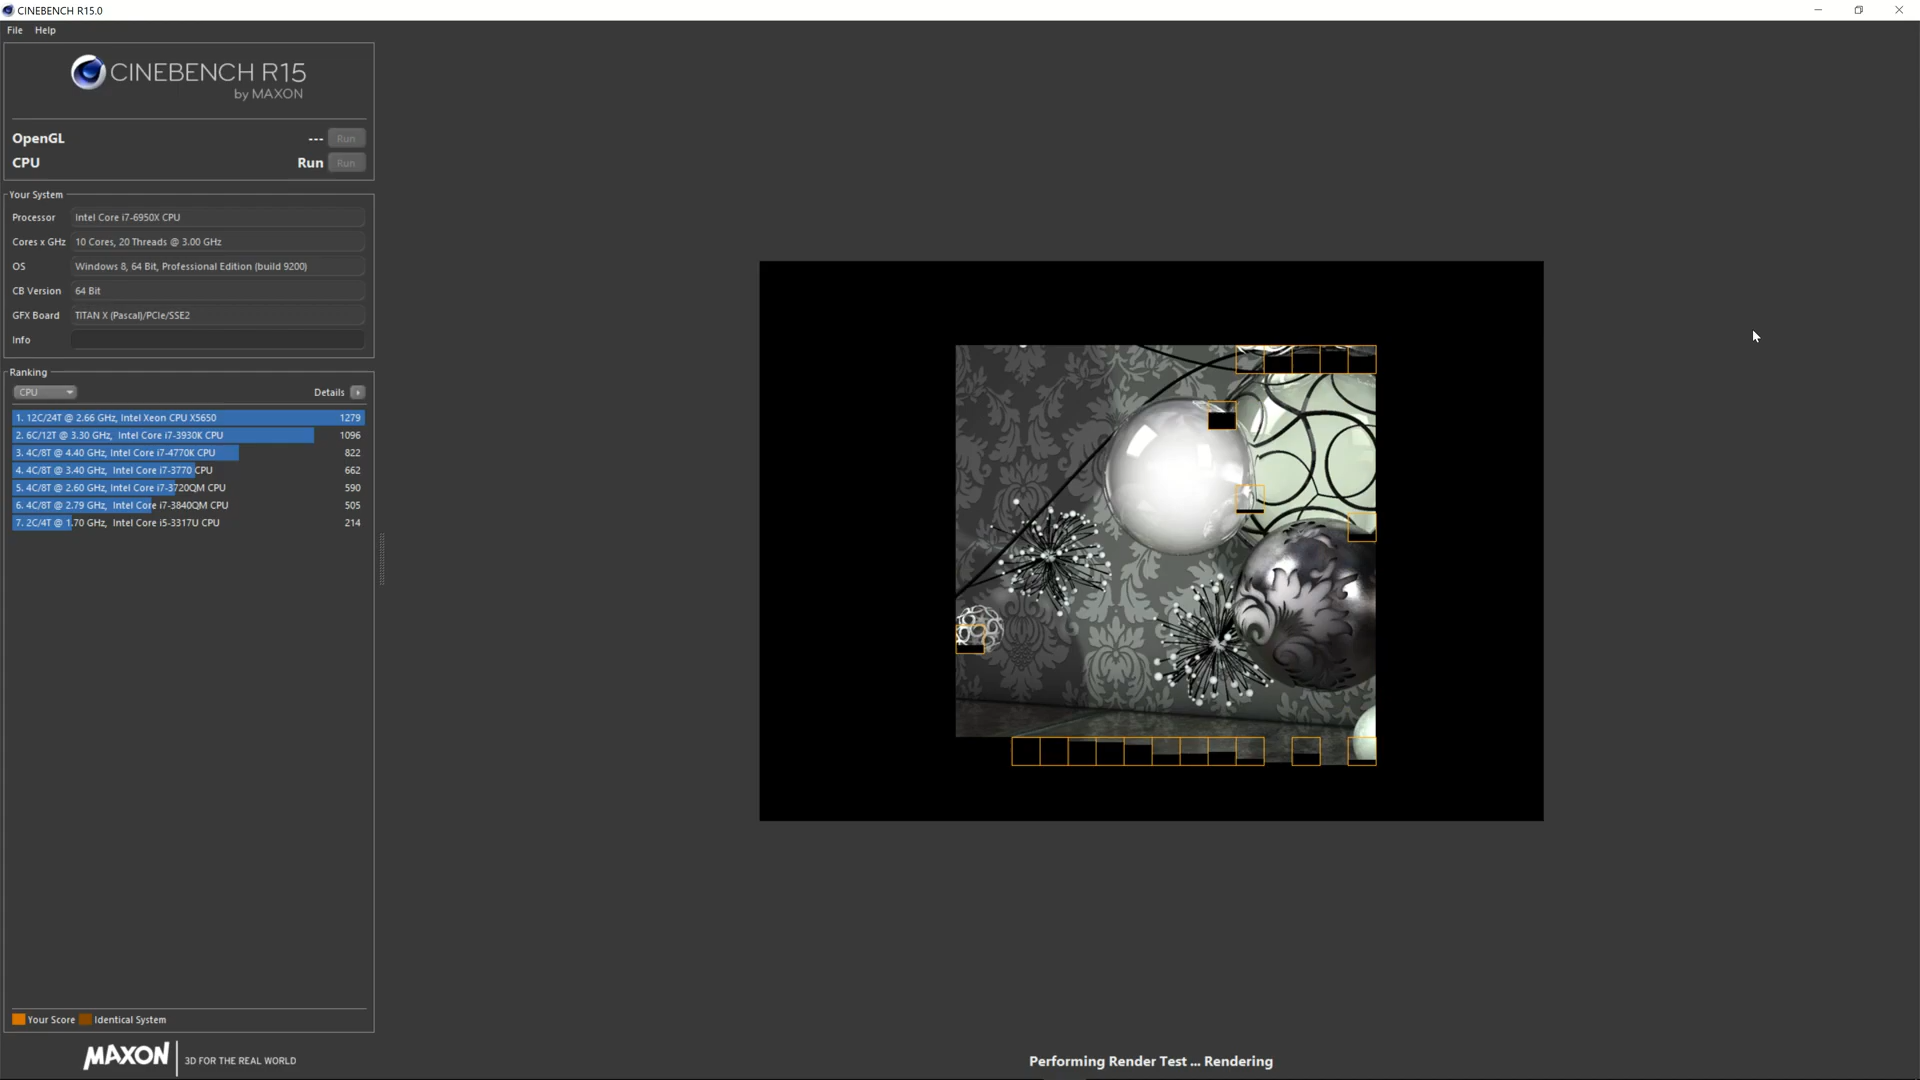 CINEBENCH R15.0
File Help
CINEBENCH R15
by MAXON
OpenGL --- Run
CPU Run Run
Your System
Processor Intel Core i7-6950X CPU
Cores x GHz 10 Cores, 20 Threads @ 3.00 GHz
OS Windows 8, 64 Bit, Professional Edition (build 9200)
CB Version 64 Bit
GFX Board TITAN X (Pascal)/PCIe/SSE2
Info
Ranking
CPU Details
1. 12C/24T @ 2.66 GHz, Intel Xeon CPU X5650 1279
2. 6C/12T @ 3.30 GHz, Intel Core i7-3930K CPU 1096
3. 4C/8T @ 4.40 GHz, Intel Core i7-4770K CPU 822
4. 4C/8T @ 3.40 GHz, Intel Core i7-3770 CPU 662
5. 4C/8T @ 2.60 GHz, Intel Core i7-3720QM CPU 590
6. 4C/8T @ 2.79 GHz, Intel Core i7-3840QM CPU 505
7. 2C/4T @ 1.70 GHz, Intel Core i5-3317U CPU 214
Your Score Identical System
MAXON 3D FOR THE REAL WORLD
Performing Render Test ... Rendering